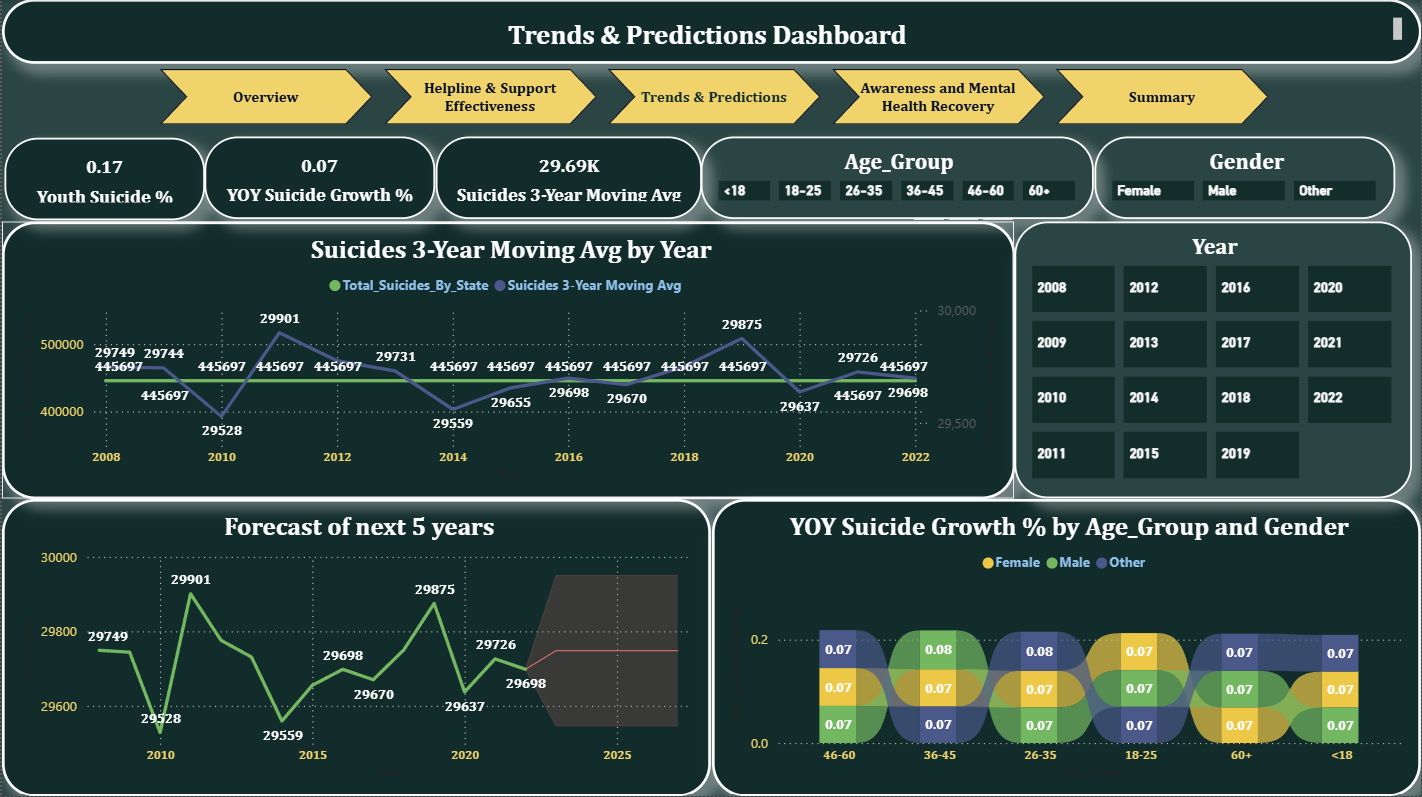 Trends & Predictions Dashboard
Overview
Helpline & Support
Effectiveness
Trends & Predictions
Awareness and Mental
Health Recovery
Summary
0.17
Youth Suicide %
0.07
YOY Suicide Growth %
29.69K
Suicides 3-Year Moving Avg
Age_Group
<18 18-25 26-35 36-45 46-60 60+
Gender
Female Male Other
Suicides 3-Year Moving Avg by Year
Total_Suicides_By_State Suicides 3-Year Moving Avg
29901
30,000
29875
500000
29749 29744 29731 29726
445697 445697 445697 445697 445697 445697 445697 445697 445697 445697 445697 445697
445697 29655 29698 29670 29637 445697 29698
400000
29528 29559
29,500
2008 2010 2012 2014 2016 2018 2020 2022
Year
2008 2012 2016 2020
2009 2013 2017 2021
2010 2014 2018 2022
2011 2015 2019
Forecast of next 5 years
30000
29901
29875
29800
29749
29726
29698
29670
29698
29637
29600
29528
29559
2010 2015 2020 2025
YOY Suicide Growth % by Age_Group and Gender
Female Male Other
0.2
0.07 0.08 0.08 0.07 0.07 0.07
0.07 0.07 0.07 0.07 0.07 0.07
0.07 0.07 0.07 0.07 0.07 0.07
0.0
46-60 36-45 26-35 18-25 60+ <18